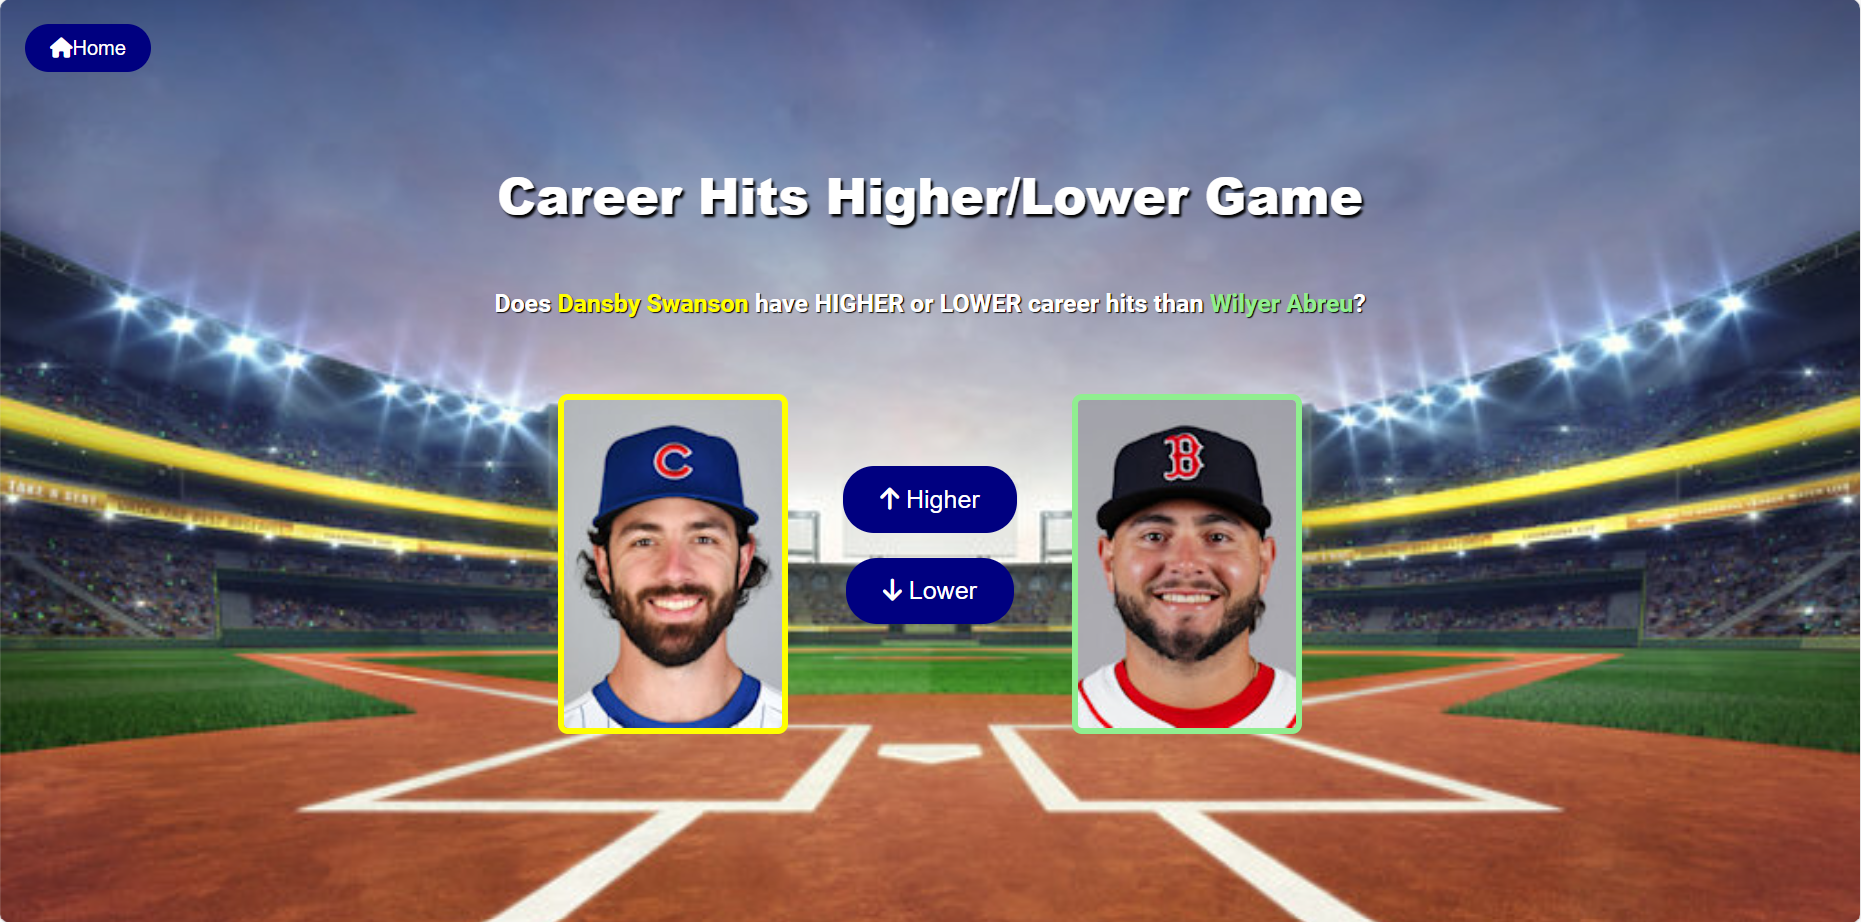 Home
Career Hits Higher/Lower Game
Does Dansby Swanson have HIGHER or LOWER career hits than Wilyer Abreu?
C
B
Higher
Lower